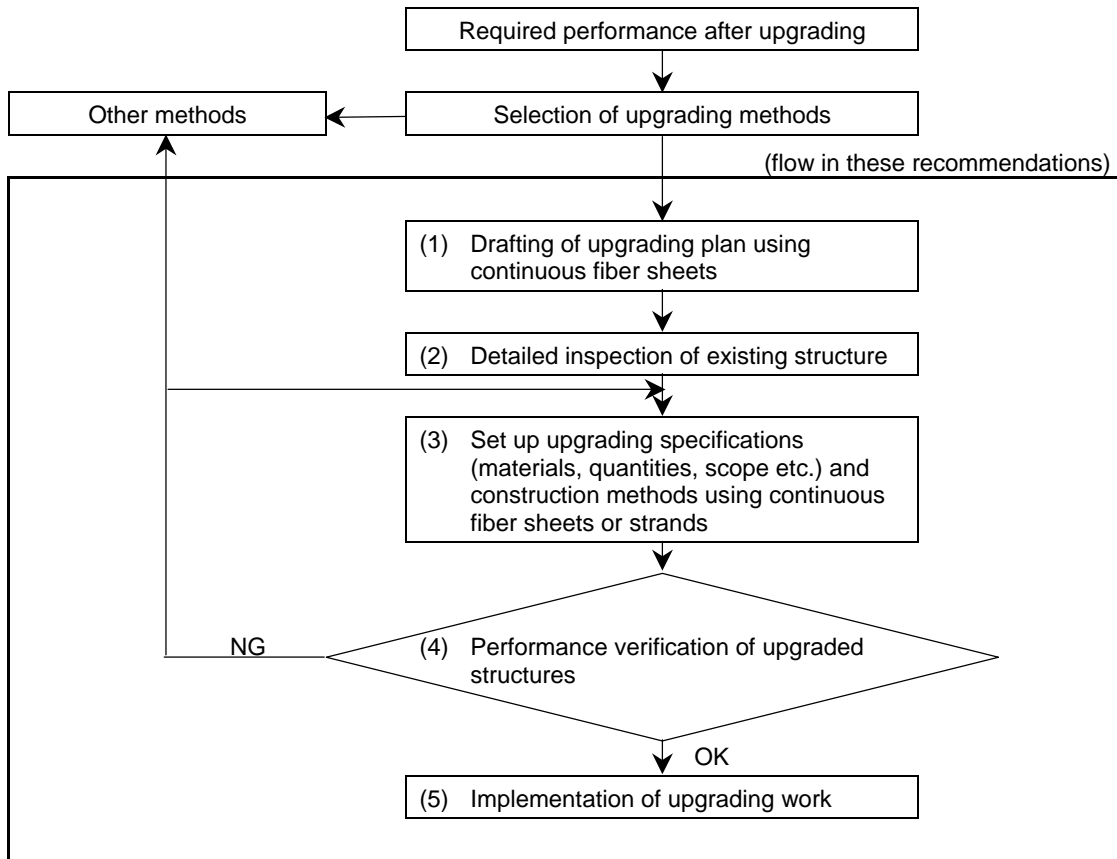 Required performance after upgrading
Other methods
Selection of upgrading methods
(flow in these recommendations)
(1) Drafting of upgrading plan using
continuous fiber sheets
(2) Detailed inspection of existing structure
(3) Set up upgrading specifications
(materials, quantities, scope etc.) and
construction methods using continuous
fiber sheets or strands
NG
(4) Performance verification of upgraded
structures
OK
(5) Implementation of upgrading work